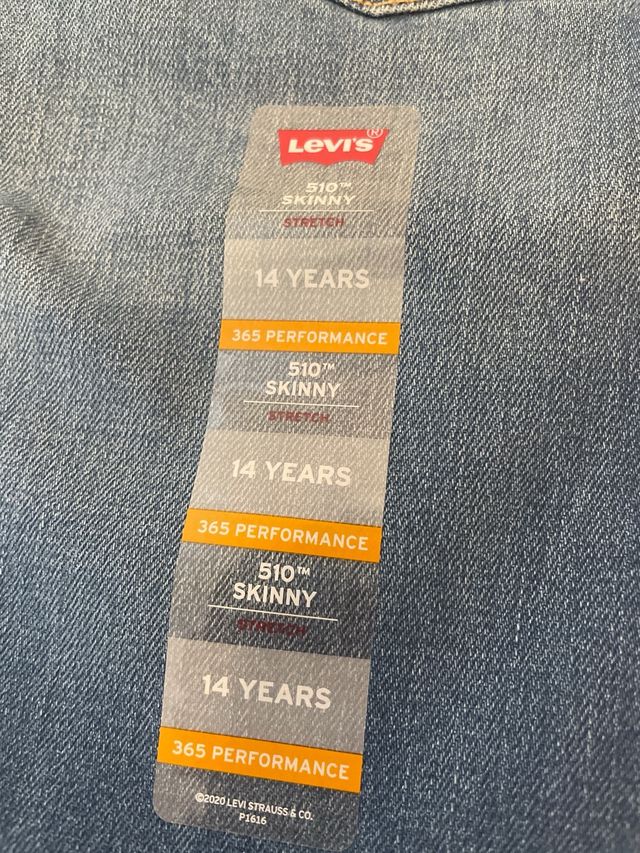 LEVI'S®
510™
SKINNY
STRETCH
14 YEARS
365 PERFORMANCE
510™
SKINNY
STRETCH
14 YEARS
365 PERFORMANCE
510™
SKINNY
STRETCH
14 YEARS
365 PERFORMANCE
©2020 LEVI STRAUSS & CO.
P1616